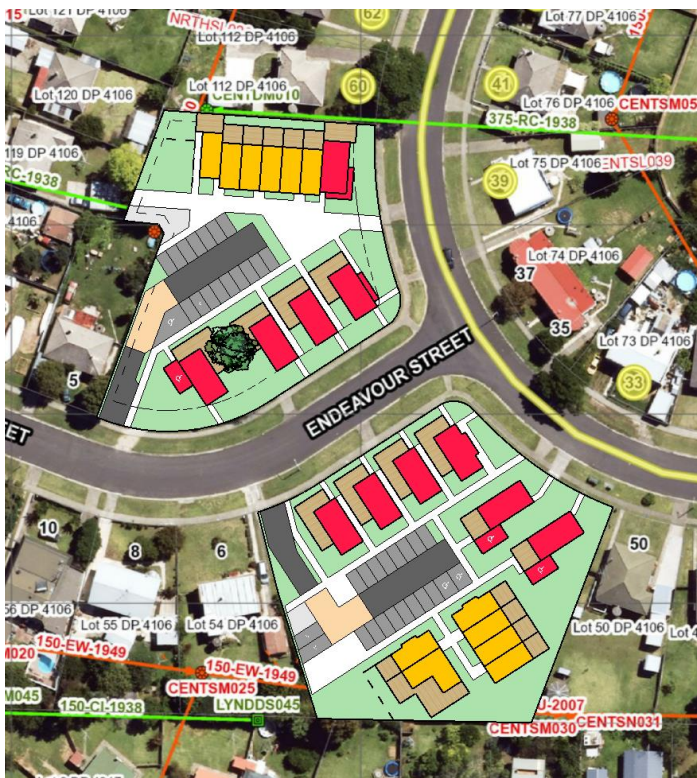 15
Lot 121 DP 4106
Lot 112 DP 4106
62
Lot 77 DP 4106
Lot 112 DP 4106
CENTDM010
60
41
Lot 76 DP 4106
CENTSM05
Lot 120 DP 4106
375-RC-1938
119 DP 4106
RC-1938
Lot 75 DP 4106
ENTSL039
39
4106
Lot 74 DP 4106
37
35
Lot 73 DP 4106
5
33
ENDEAVOUR STREET
ET
10
8
6
50
56 DP 4106
Lot 55 DP 4106
Lot 54 DP 4106
Lot 50 DP 4106
M020
150-EW-1949
150-EW-1949
CENTSM025
M045
150-CI-1938
LYNDDS045
U-2007
CENTSM030
CENTSN031